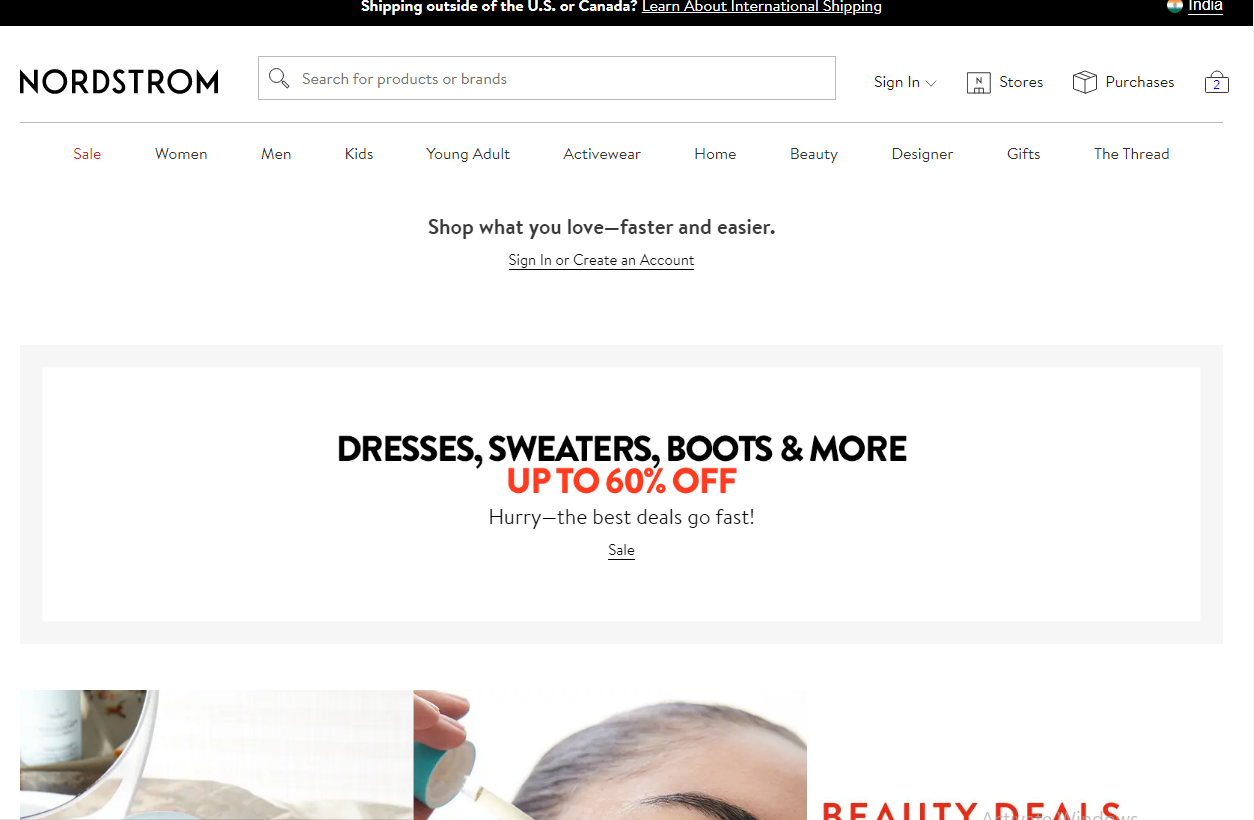 Shipping outside of the U.S. or Canada? Learn About International Shipping
India
NORDSTROM
Search for products or brands
Sign In
N
Stores
Purchases
2
Sale Women Men Kids Young Adult Activewear Home Beauty Designer Gifts The Thread
Shop what you love—faster and easier.
Sign In or Create an Account
DRESSES, SWEATERS, BOOTS & MORE
UP TO 60% OFF
Hurry—the best deals go fast!
Sale
BEAUTY DEALS
Activate Windows